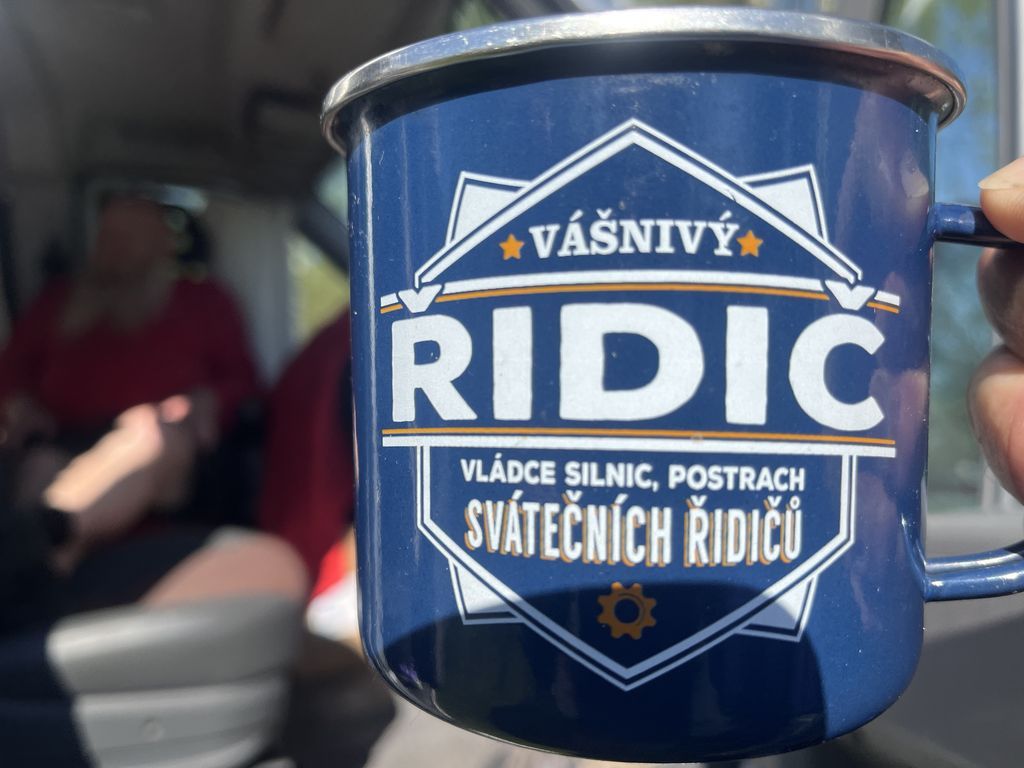 VÁŠNIVÝ
ŘIDIČ
VLÁDCE SILNIC, POSTRACH
SVÁTEČNÍCH ŘIDIČŮ